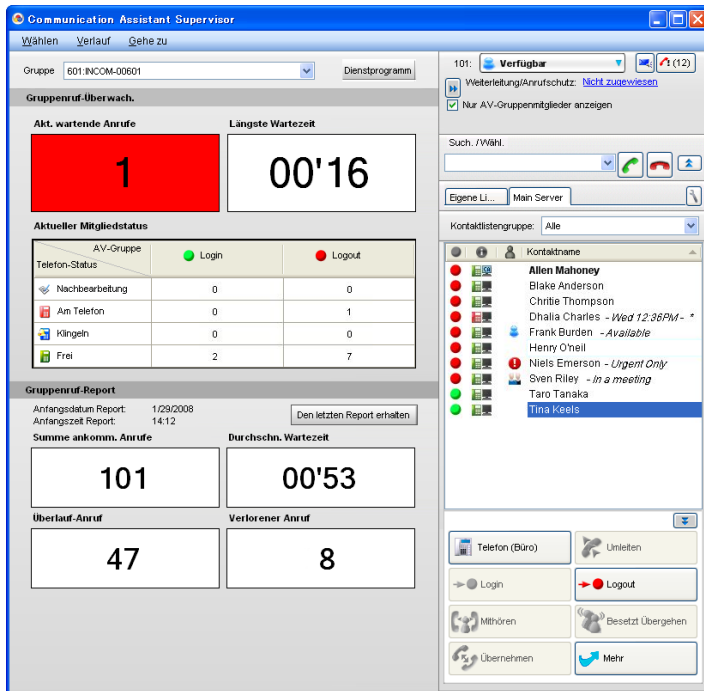 Communication Assistant Supervisor
Wählen Verlauf Gehe zu
Gruppe 601:INCOM-00601 Dienstprogramm
Gruppenruf-Überwach.
Akt. wartende Anrufe Längste Wartezeit
1 00'16
Aktueller Mitgliedstatus
AV-Gruppe
Telefon-Status Login Logout
Nachbearbeitung 0 0
Am Telefon 0 1
Klingeln 0 0
Frei 2 7
Gruppenruf-Report
Anfangsdatum Report: 1/29/2008
Anfangszeit Report: 14:12
Den letzten Report erhalten
Summe ankomm. Anrufe Durchschn. Wartezeit
101 00'53
Überlauf-Anruf Verlorener Anruf
47 8
101: Verfügbar (12)
Weiterleitung/Anrufschutz: Nicht zugewiesen
Nur AV-Gruppenmitglieder anzeigen
Such. /Wähl.
Eigene Li... Main Server
Kontaktlistengruppe: Alle
Kontaktname
Allen Mahoney
Blake Anderson
Chritie Thompson
Dhalia Charles - Wed 12:36PM - *
Frank Burden - Available
Henry O'neil
Niels Emerson - Urgent Only
Sven Riley - In a meeting
Taro Tanaka
Tina Keels
Telefon (Büro) Umleiten
Login Logout
Mithören Besetzt Übergehen
Übernehmen Mehr